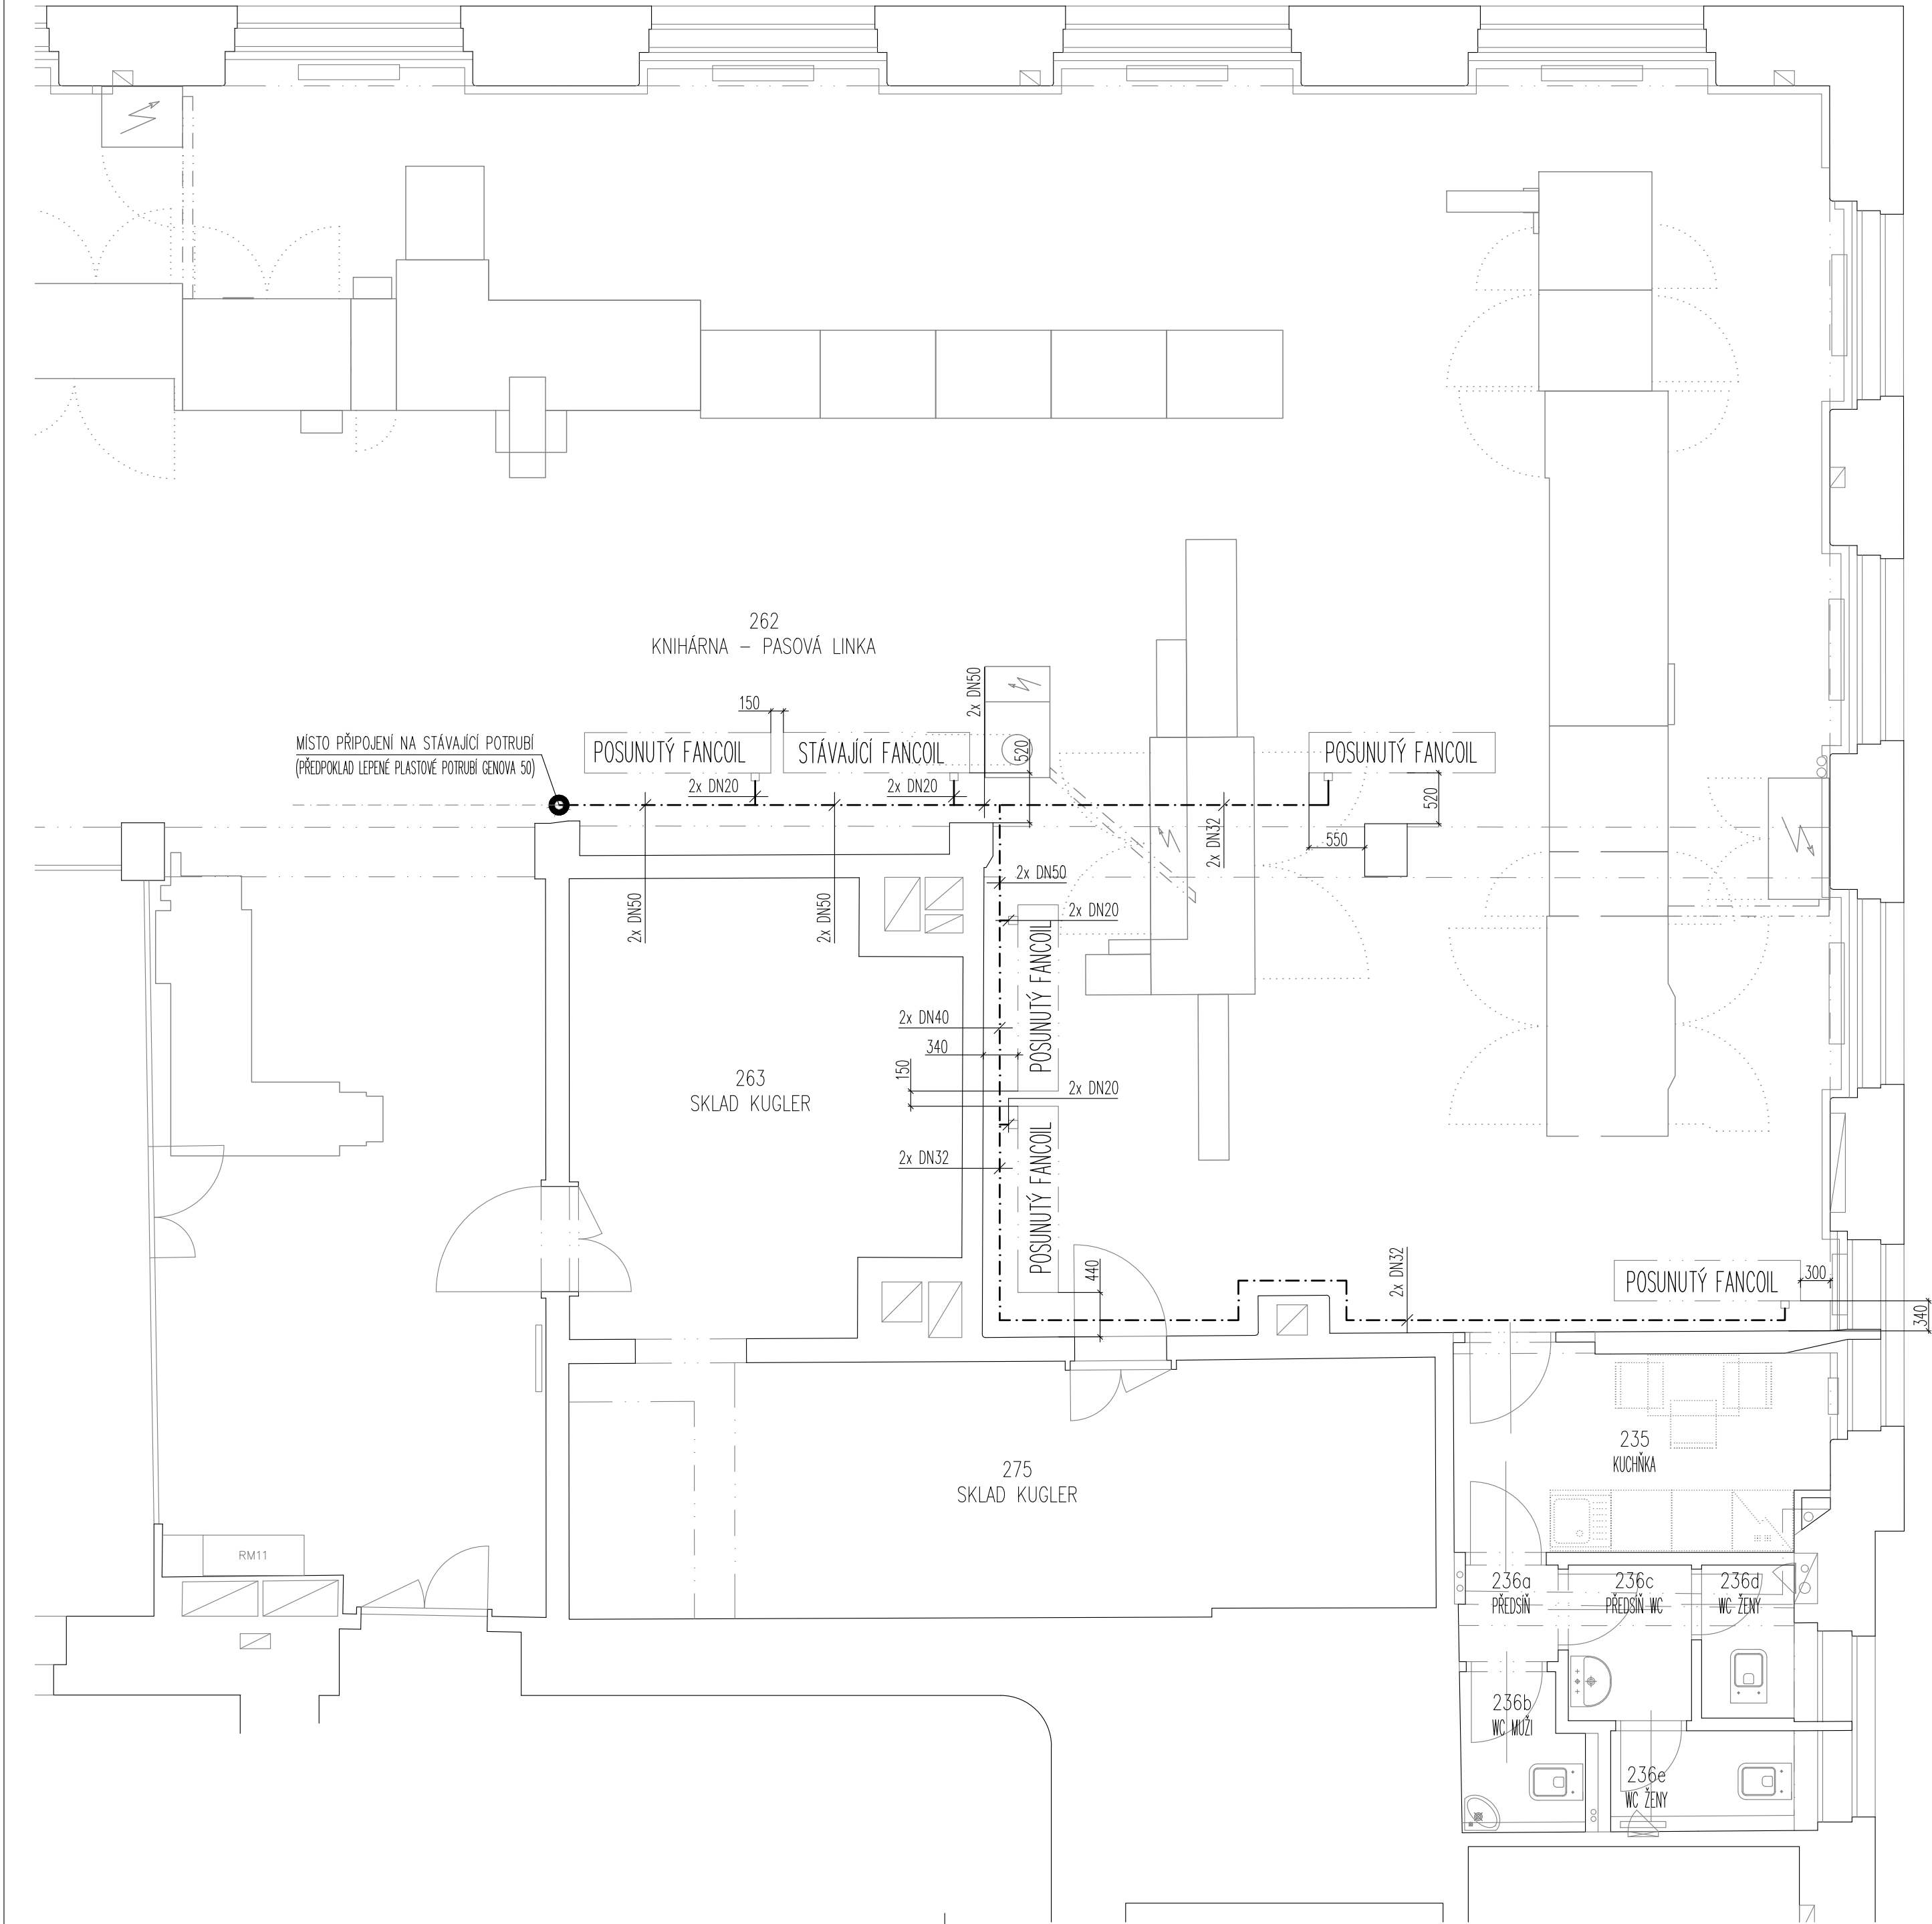 262
KNIHÁRNA – PASOVÁ LINKA
2x DN50
150
MÍSTO PŘIPOJENÍ NA STÁVAJÍCÍ POTRUBÍ
(PŘEDPOKLAD LEPENÉ PLASTOVÉ POTRUBÍ GENOVA 50)
POSUNUTÝ FANCOIL
STÁVAJÍCÍ FANCOIL
520
POSUNUTÝ FANCOIL
2x DN20
2x DN20
520
2x DN32
550
2x DN50
2x DN50
2x DN50
2x DN20
POSUNUTÝ FANCOIL
2x DN40
340
150
263
SKLAD KUGLER
2x DN20
2x DN32
POSUNUTÝ FANCOIL
440
2x DN32
POSUNUTÝ FANCOIL
300
340
235
KUCHŇKA
275
SKLAD KUGLER
RM11
236a
PŘEDSÍŇ
236c
PŘEDSÍŇ WC
236d
WC ŽENY
236b
WC MUŽI
236e
WC ŽENY